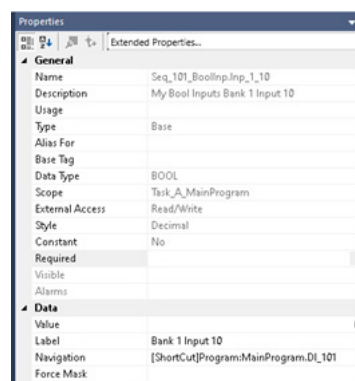 Properties
Extended Properties...
General
Name Seq_101_BoolInp.Inp_1_10
Description My Bool Inputs Bank 1 Input 10
Usage
Type Base
Alias For
Base Tag
Data Type BOOL
Scope Task_A_MainProgram
External Access Read/Write
Style Decimal
Constant No
Required
Visible
Alarms
Data
Value
Label Bank 1 Input 10
Navigation [ShortCut]Program:MainProgram.DI_101
Force Mask